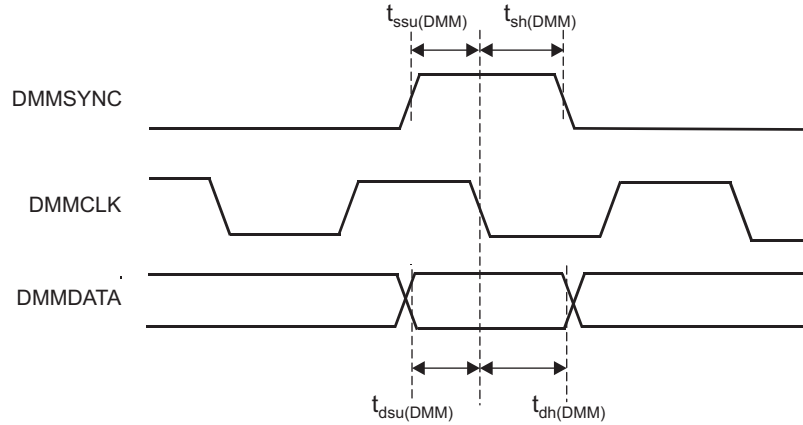 tssu(DMM) tsh(DMM)
DMMSYNC
DMMCLK
DMMDATA
tdsu(DMM) tdh(DMM)